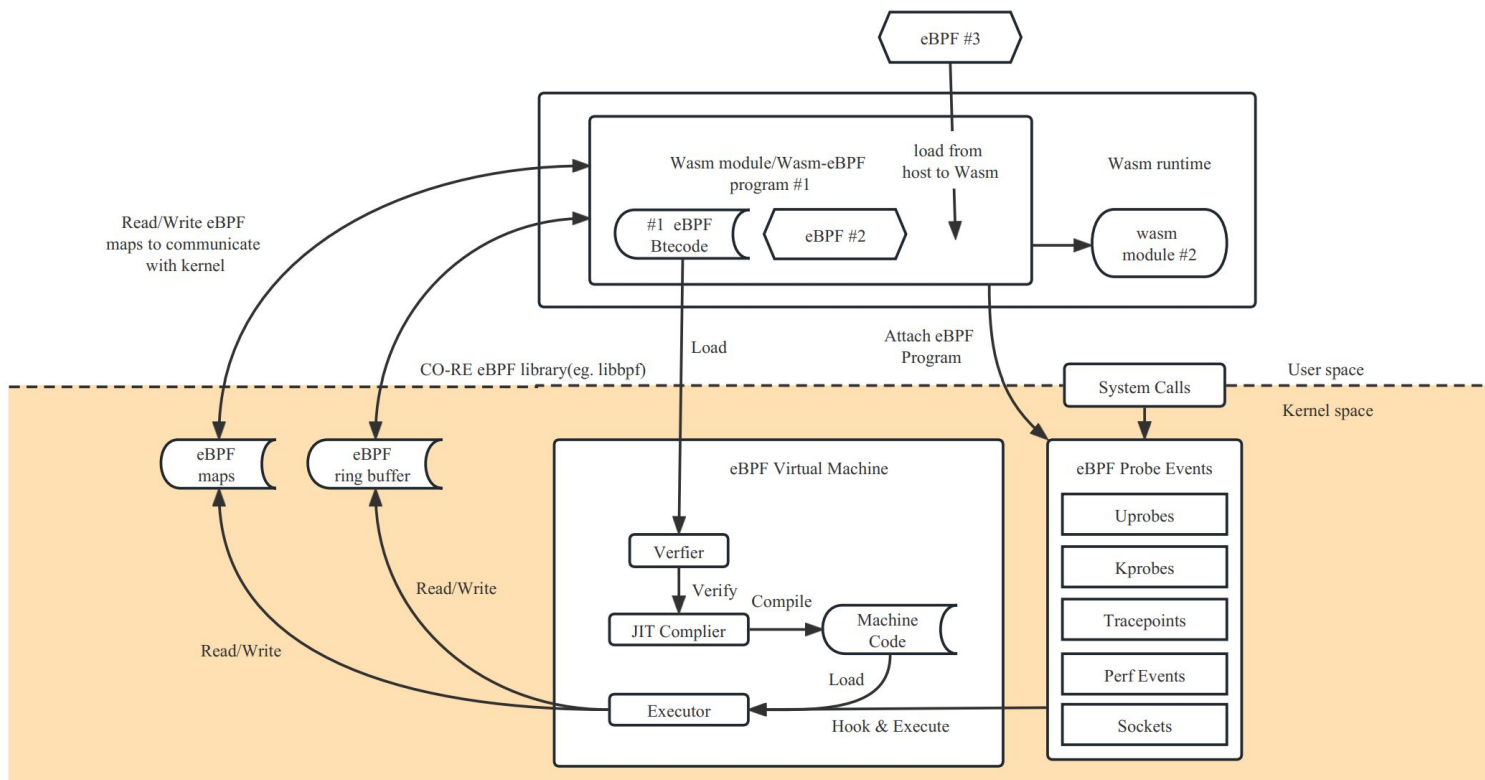 eBPF #3
Wasm module/Wasm-eBPF
program #1
load from
host to Wasm
Wasm runtime
#1 eBPF
Btecode
eBPF #2
wasm
module #2
Read/Write eBPF
maps to communicate
with kernel
Load
Attach eBPF
Program
CO-RE eBPF library(eg. libbpf)
System Calls
User space
Kernel space
eBPF
maps
eBPF
ring buffer
eBPF Virtual Machine
eBPF Probe Events
Uprobes
Kprobes
Tracepoints
Perf Events
Sockets
Verfier
Verify
Compile
JIT Complier
Machine
Code
Read/Write
Read/Write
Load
Executor
Hook & Execute